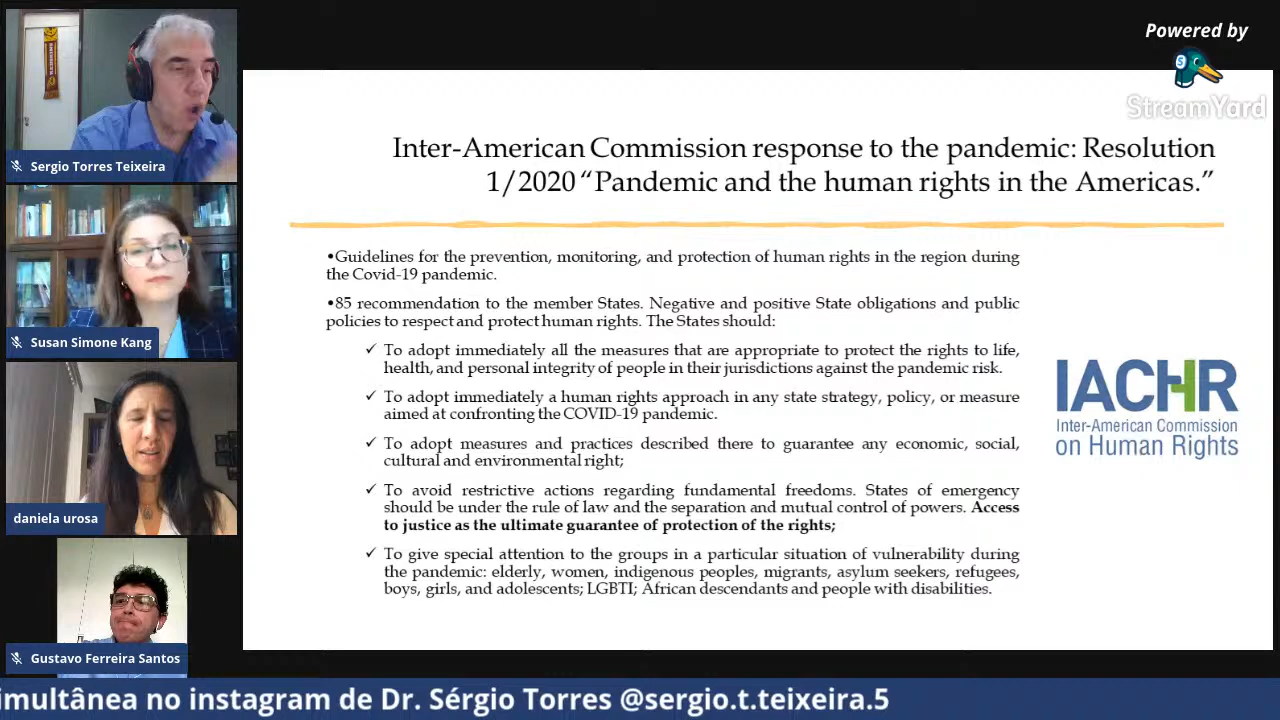 Powered by
StreamYard
Sergio Torres Teixeira
Susan Simone Kang
daniela urosa
Gustavo Ferreira Santos
Inter-American Commission response to the pandemic: Resolution
1/2020 “Pandemic and the human rights in the Americas.”
•Guidelines for the prevention, monitoring, and protection of human rights in the region during
the Covid-19 pandemic.
•85 recommendation to the member States. Negative and positive State obligations and public
policies to respect and protect human rights. The States should:
✓ To adopt immediately all the measures that are appropriate to protect the rights to life,
health, and personal integrity of people in their jurisdictions against the pandemic risk.
✓ To adopt immediately a human rights approach in any state strategy, policy, or measure
aimed at confronting the COVID-19 pandemic.
✓ To adopt measures and practices described there to guarantee any economic, social,
cultural and environmental right;
✓ To avoid restrictive actions regarding fundamental freedoms. States of emergency
should be under the rule of law and the separation and mutual control of powers. Access
to justice as the ultimate guarantee of protection of the rights;
✓ To give special attention to the groups in a particular situation of vulnerability during
the pandemic: elderly, women, indigenous peoples, migrants, asylum seekers, refugees,
boys, girls, and adolescents; LGBTI; African descendants and people with disabilities.
IACHR
Inter-American Commission
on Human Rights
imultânea no instagram de Dr. Sérgio Torres @sergio.t.teixeira.5